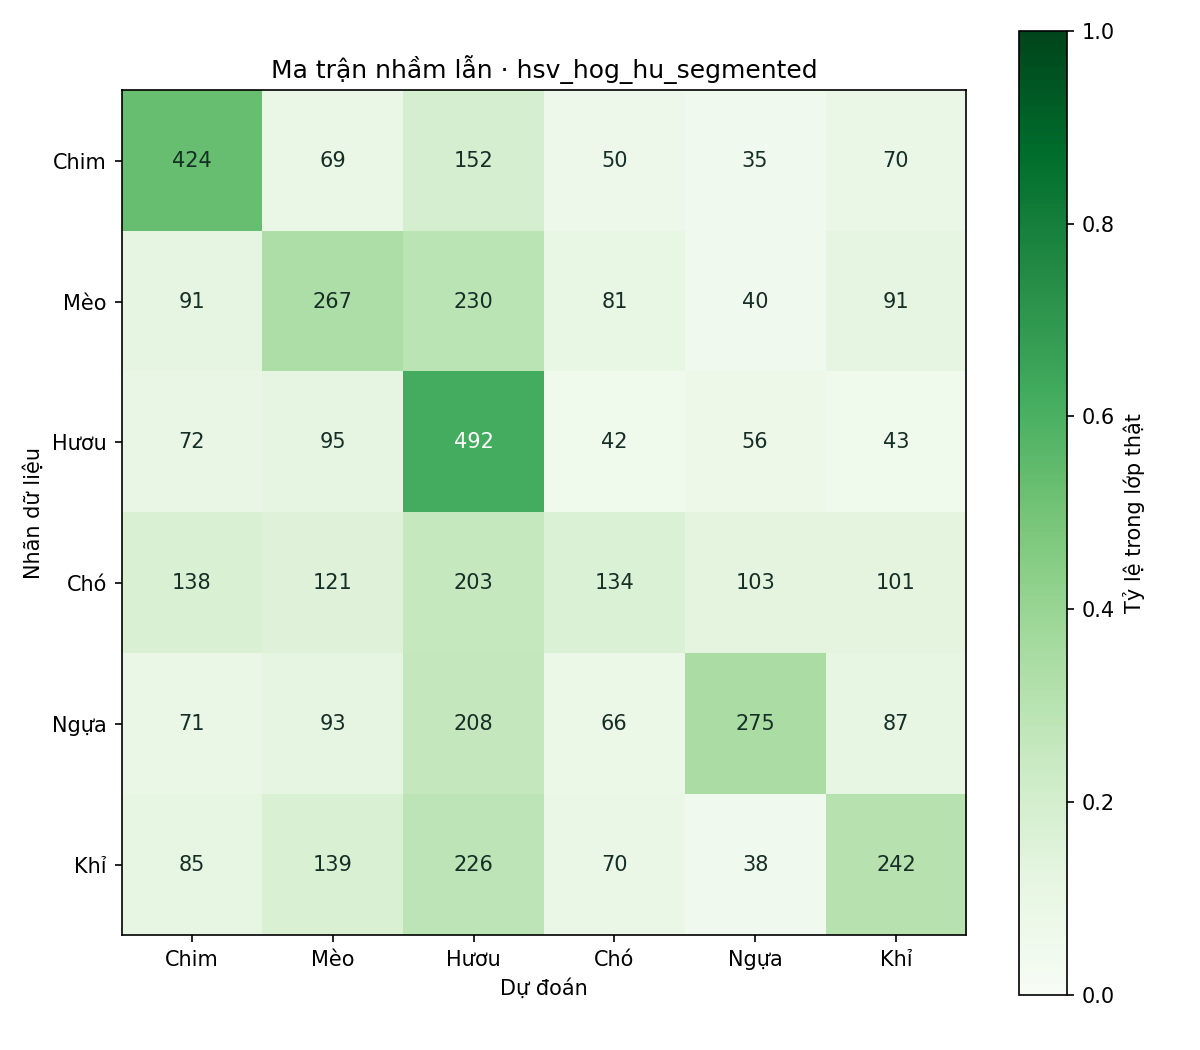 Ma trận nhầm lẫn · hsv_hog_hu_segmented
Nhãn dữ liệu
Chim 424 69 152 50 35 70
Mèo 91 267 230 81 40 91
Hươu 72 95 492 42 56 43
Chó 138 121 203 134 103 101
Ngựa 71 93 208 66 275 87
Khỉ 85 139 226 70 38 242
Chim Mèo Hươu Chó Ngựa Khỉ
Dự đoán
1.0
0.8
0.6
0.4
0.2
0.0
Tỷ lệ trong lớp thật